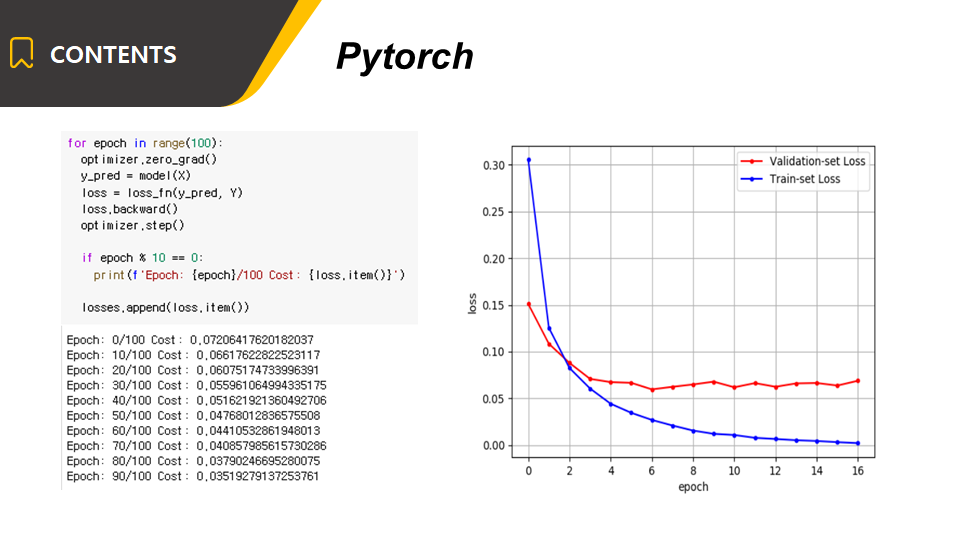 CONTENTS
Pytorch
for epoch in range(100):
optimizer.zero_grad()
y_pred = model(X)
loss = loss_fn(y_pred, Y)
loss.backward()
optimizer.step()
if epoch % 10 == 0:
print(f'Epoch: {epoch}/100 Cost: {loss.item()}')
losses.append(loss.item())
Epoch: 0/100 Cost: 0.07206417620182037
Epoch: 10/100 Cost: 0.06617622822523117
Epoch: 20/100 Cost: 0.06075174733996391
Epoch: 30/100 Cost: 0.055961064994335175
Epoch: 40/100 Cost: 0.051621921360492706
Epoch: 50/100 Cost: 0.04768012836575508
Epoch: 60/100 Cost: 0.04410532861948013
Epoch: 70/100 Cost: 0.040857985615730286
Epoch: 80/100 Cost: 0.03790246695280075
Epoch: 90/100 Cost: 0.03519279137253761
Validation-set Loss
Train-set Loss
0.30
0.25
0.20
0.15
0.10
0.05
0.00
loss
0 2 4 6 8 10 12 14 16
epoch